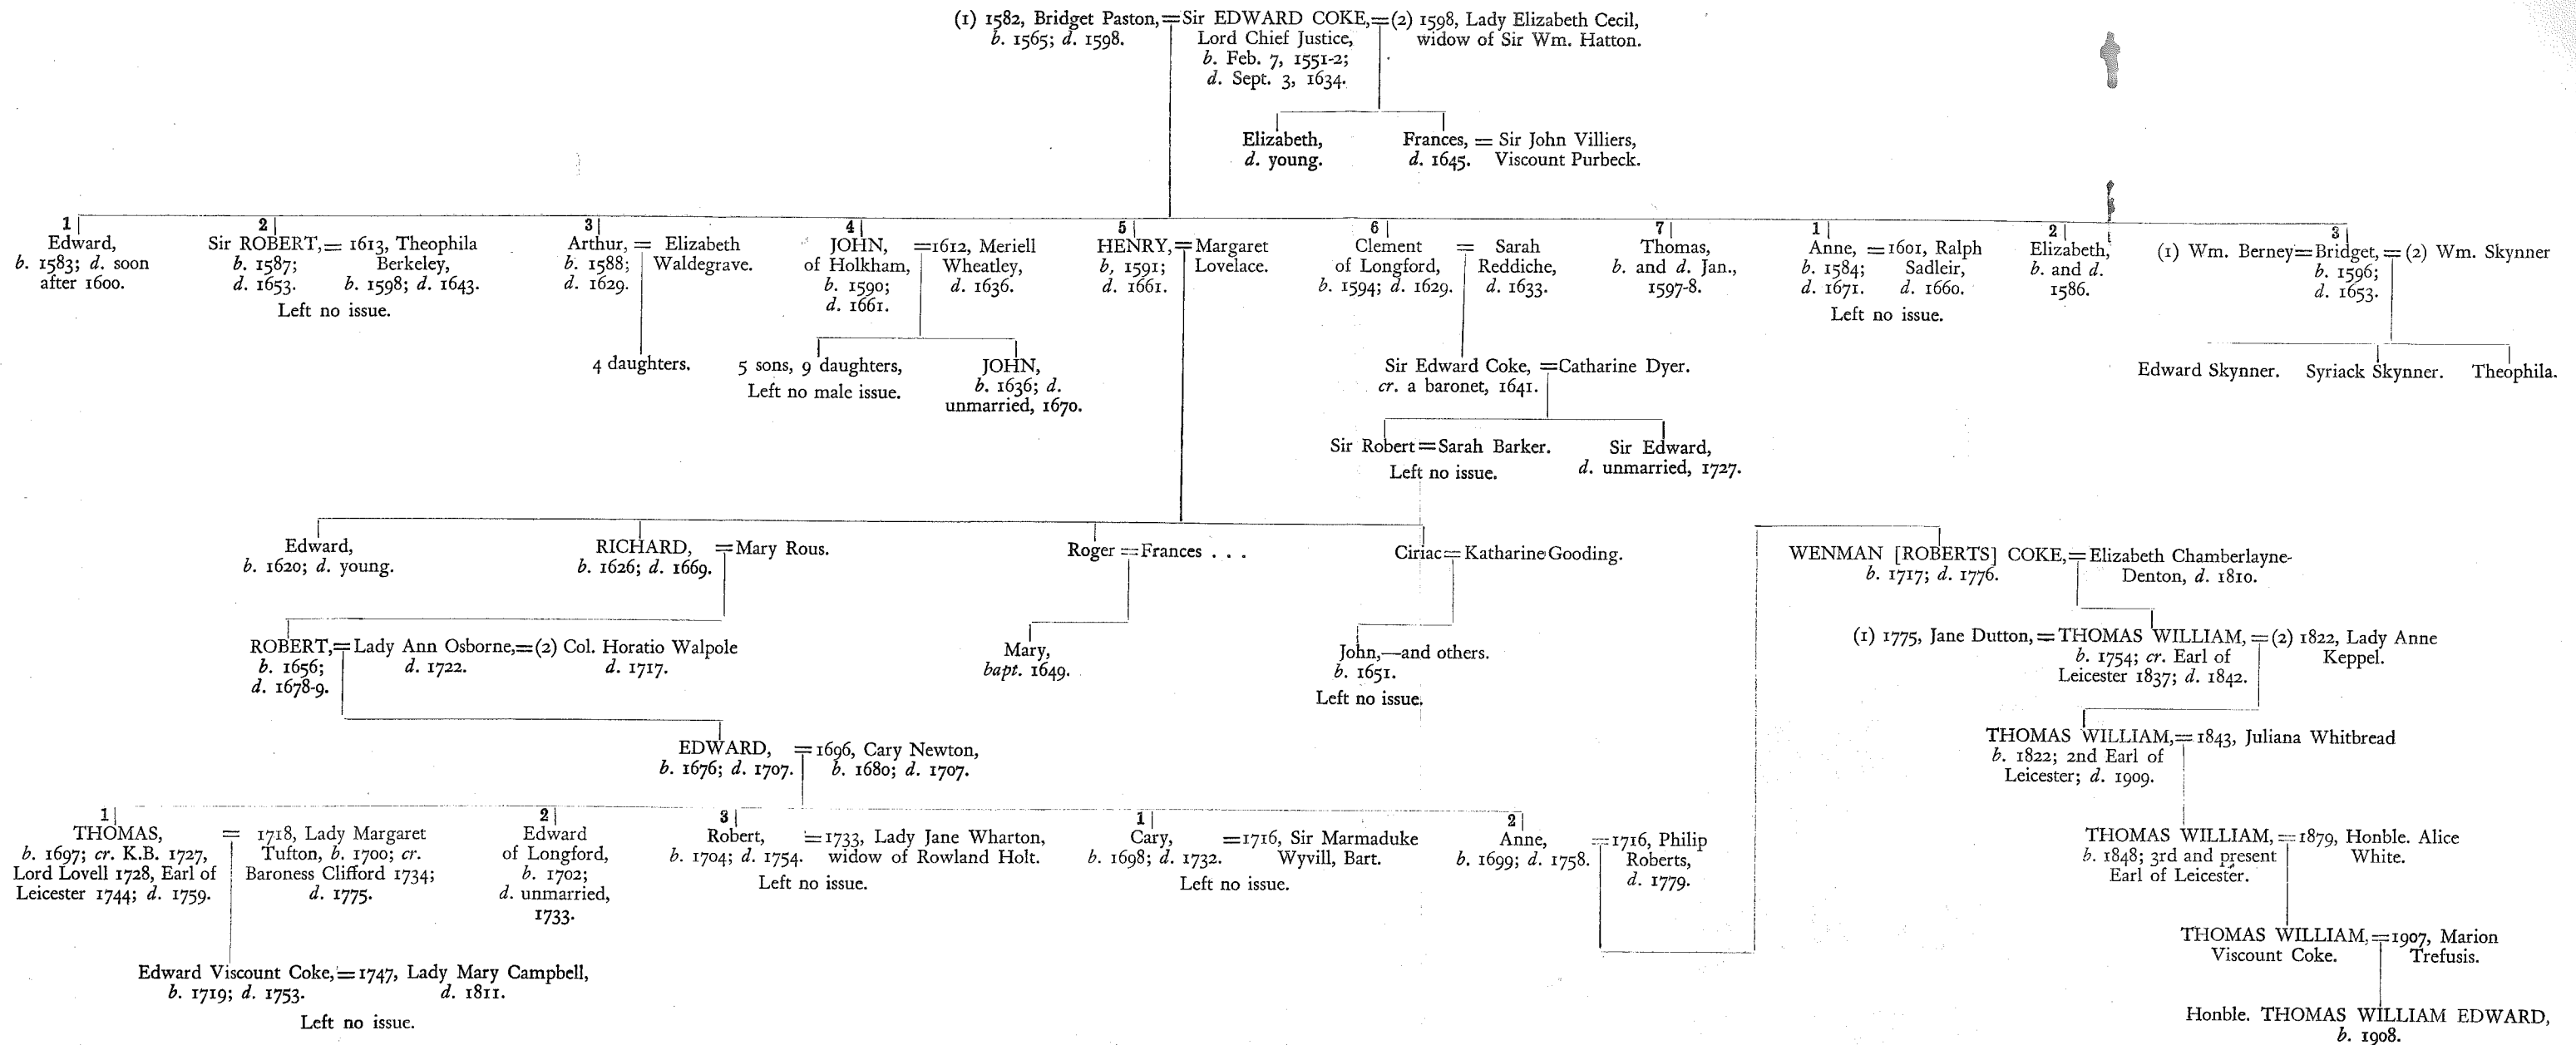 (1) 1582, Bridget Paston, = Sir EDWARD COKE, = (2) 1598, Lady Elizabeth Cecil,
b. 1565; d. 1598.
Lord Chief Justice,
b. Feb. 7, 1551-2;
d. Sept. 3, 1634.
widow of Sir Wm. Hatton.
Elizabeth,
d. young.
Frances, = Sir John Villiers,
d. 1645. Viscount Purbeck.
1
Edward,
b. 1583; d. soon
after 1600.
2
Sir ROBERT, = 1613, Theophila
b. 1587; Berkeley,
d. 1653. b. 1598; d. 1643.
Left no issue.
3
Arthur, = Elizabeth
b. 1588; Waldegrave.
d. 1629.
4 daughters.
4
JOHN, =1612, Meriell
of Holkham, Wheatley,
b. 1590; d. 1636.
d. 1661.
5 sons, 9 daughters,
Left no male issue.
JOHN,
b. 1636; d.
unmarried, 1670.
5
HENRY, = Margaret
b, 1591; Lovelace.
d. 1661.
6
Clement = Sarah
of Longford, Reddiche,
b. 1594; d. 1629. d. 1633.
Sir Edward Coke, =Catharine Dyer.
cr. a baronet, 1641.
Sir Robert = Sarah Barker.
Left no issue.
Sir Edward,
d. unmarried, 1727.
7
Thomas,
b. and d. Jan.,
1597-8.
1
Anne, = 1601, Ralph
b. 1584; Sadleir,
d. 1671. d. 1660.
Left no issue.
2
Elizabeth,
b. and d.
1586.
3
(1) Wm. Berney = Bridget, = (2) Wm. Skynner
b. 1596;
d. 1653.
Edward Skynner. Syriack Skynner. Theophila.
Edward,
b. 1620; d. young.
RICHARD, = Mary Rous.
b. 1626; d. 1669.
Roger = Frances . . .
Ciriac = Katharine Gooding.
ROBERT, = Lady Ann Osborne, = (2) Col. Horatio Walpole
b. 1656; d. 1722. d. 1717.
d. 1678-9.
Mary,
bapt. 1649.
John,—and others.
b. 1651.
Left no issue.
EDWARD, = 1696, Cary Newton,
b. 1676; d. 1707. b. 1680; d. 1707.
1
THOMAS, = 1718, Lady Margaret
b. 1697; cr. K.B. 1727, Tufton, b. 1700; cr.
Lord Lovell 1728, Earl of Baroness Clifford 1734;
Leicester 1744; d. 1759. d. 1775.
Edward Viscount Coke, = 1747, Lady Mary Campbell,
b. 1719; d. 1753. d. 1811.
Left no issue.
2
Edward
of Longford,
b. 1702;
d. unmarried,
1733.
3
Robert, = 1733, Lady Jane Wharton,
b. 1704; d. 1754. widow of Rowland Holt.
Left no issue.
1
Cary, =1716, Sir Marmaduke
b. 1698; d. 1732. Wyvill, Bart.
Left no issue.
2
Anne, =1716, Philip
b. 1699; d. 1758. Roberts,
d. 1779.
WENMAN [ROBERTS] COKE, = Elizabeth Chamberlayne-
b. 1717; d. 1776. Denton, d. 1810.
(1) 1775, Jane Dutton, = THOMAS WILLIAM, = (2) 1822, Lady Anne
b. 1754; cr. Earl of Keppel.
Leicester 1837; d. 1842.
THOMAS WILLIAM, = 1843, Juliana Whitbread
b. 1822; 2nd Earl of
Leicester; d. 1909.
THOMAS WILLIAM, = 1879, Honble. Alice
b. 1848; 3rd and present White.
Earl of Leicester.
THOMAS WILLIAM, = 1907, Marion
Viscount Coke. Trefusis.
Honble. THOMAS WILLIAM EDWARD,
b. 1908.